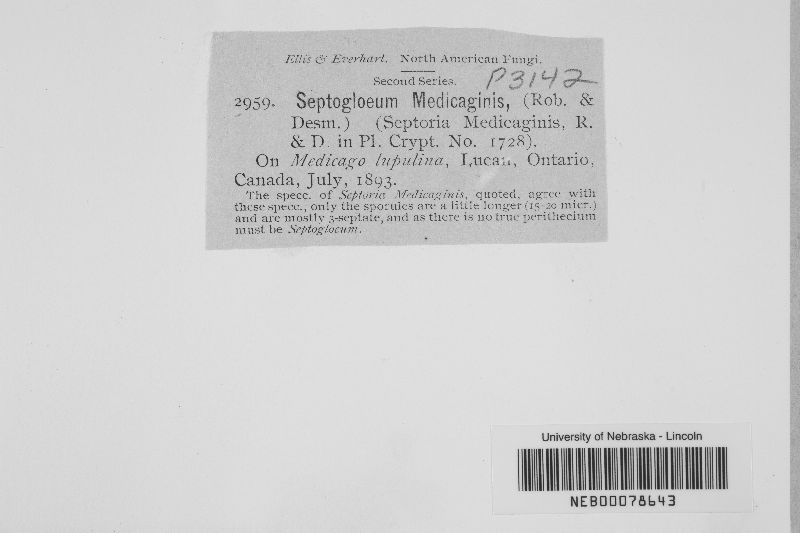 Ellis & Everhart. North American Fungi.
Second Series.
P3142
2959. Septogloeum Medicaginis, (Rob. &
Desm.) (Septoria Medicaginis, R.
& D. in Pl. Crypt. No. 1728).
On Medicago lupulina, Lucan, Ontario,
Canada, July, 1893.
The specc. of Septoria Medicaginis, quoted, agree with
these specc., only the sporules are a little longer (15-20 micr.)
and are mostly 3-septate, and as there is no true perithecium
must be Septogloeum.
University of Nebraska - Lincoln
NEB00078643